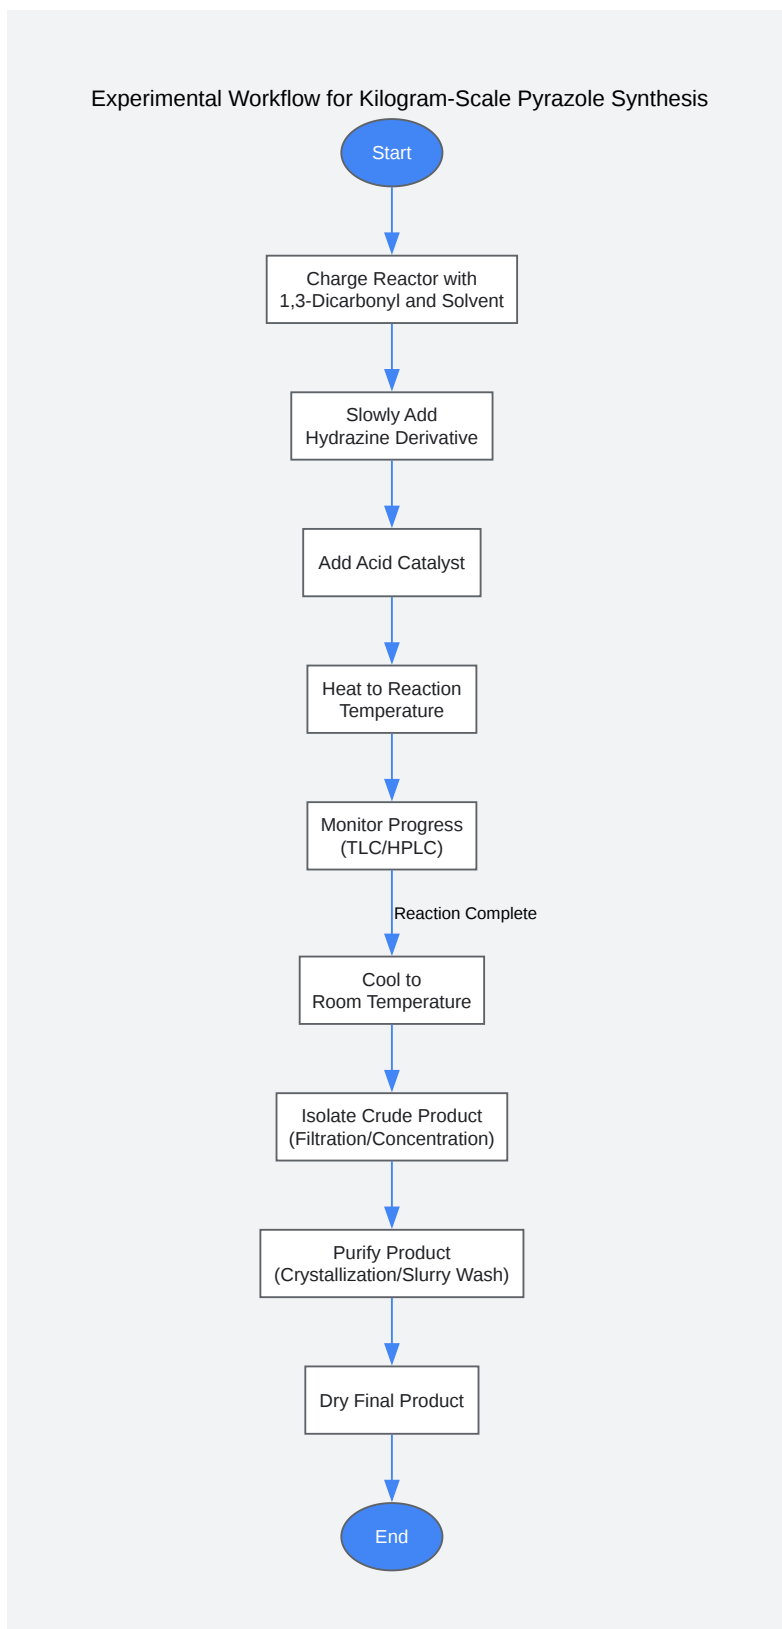 Experimental Workflow for Kilogram-Scale Pyrazole Synthesis
Start
Charge Reactor with
1,3-Dicarbonyl and Solvent
Slowly Add
Hydrazine Derivative
Add Acid Catalyst
Heat to Reaction
Temperature
Monitor Progress
(TLC/HPLC)
Reaction Complete
Cool to
Room Temperature
Isolate Crude Product
(Filtration/Concentration)
Purify Product
(Crystallization/Slurry Wash)
Dry Final Product
End